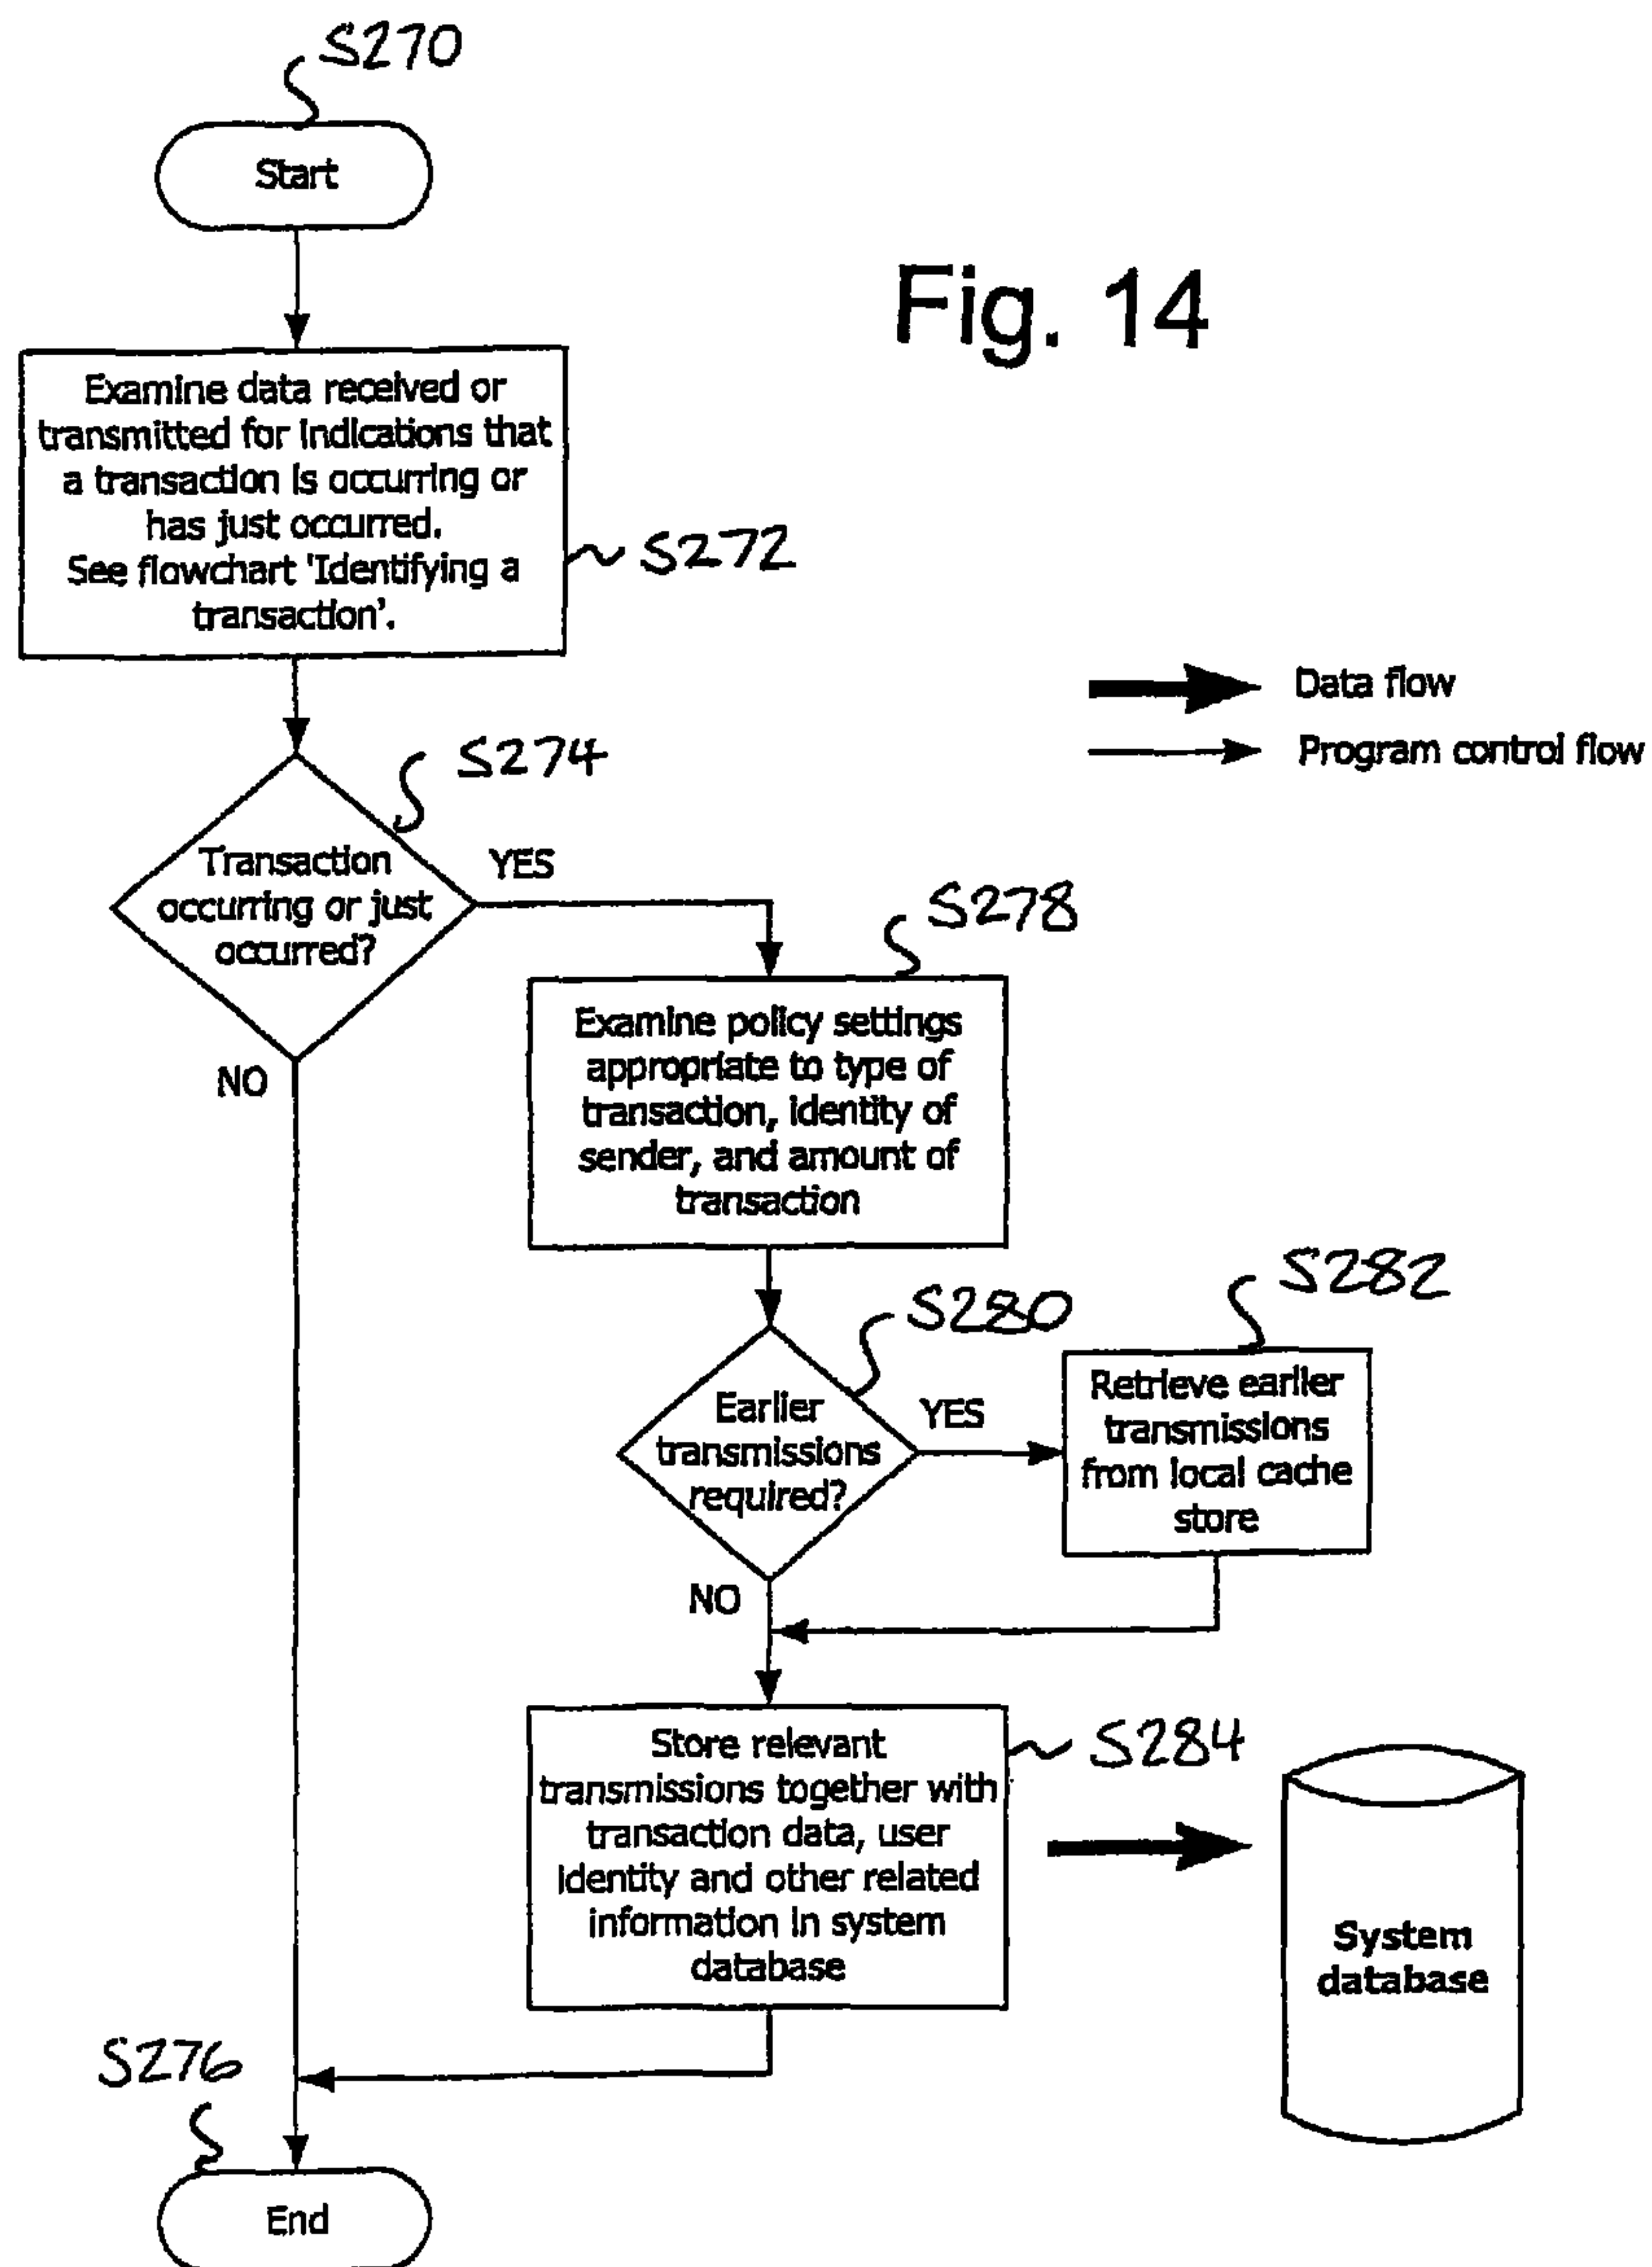 S270
Start
Fig. 14
Examine data received or
transmitted for indications that
a transaction is occurring or
has just occurred.
See flowchart 'Identifying a
transaction'.
S272
Data flow
Program control flow
S274
Transaction
occurring or just
occurred?
YES
NO
S278
Examine policy settings
appropriate to type of
transaction, identity of
sender, and amount of
transaction
S280
Earlier
transmissions
required?
YES
NO
S282
Retrieve earlier
transmissions
from local cache
store
Store relevant
transmissions together with
transaction data, user
identity and other related
information in system
database
S284
System
database
S276
End